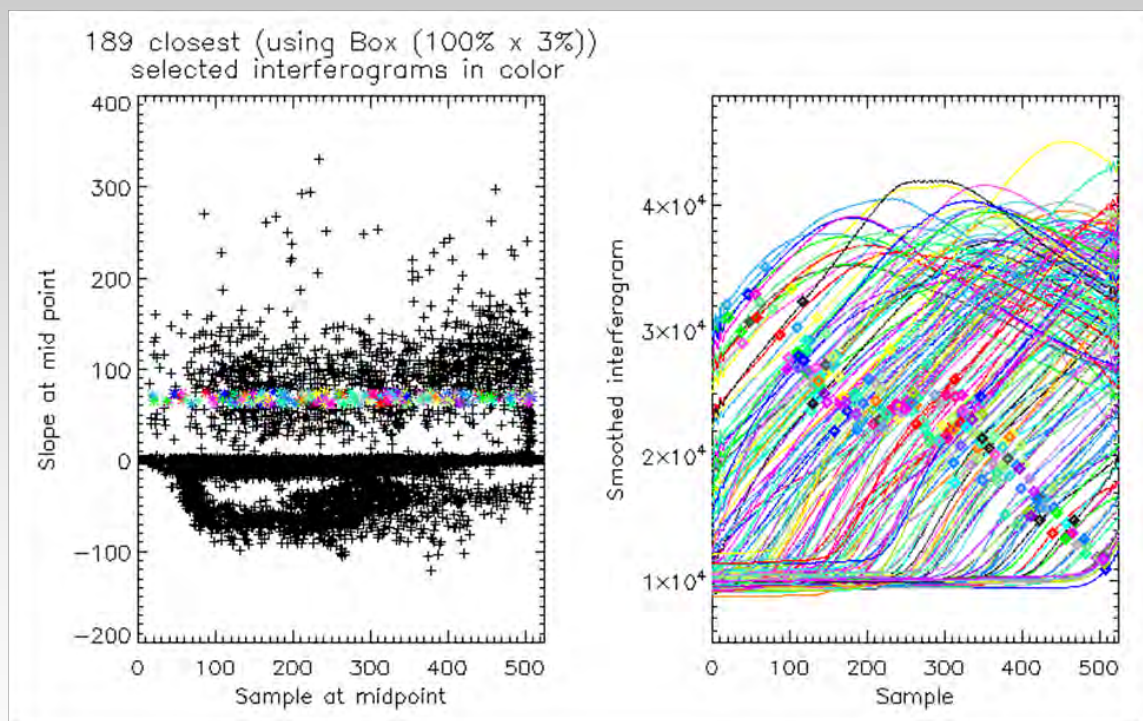 189 closest (using Box (100% x 3%))
selected interferograms in color
400
300
200
100
0
-100
-200
Slope at mid point
0 100 200 300 400 500
Sample at midpoint
4×10⁴
3×10⁴
2×10⁴
1×10⁴
Smoothed interferogram
0 100 200 300 400 500
Sample